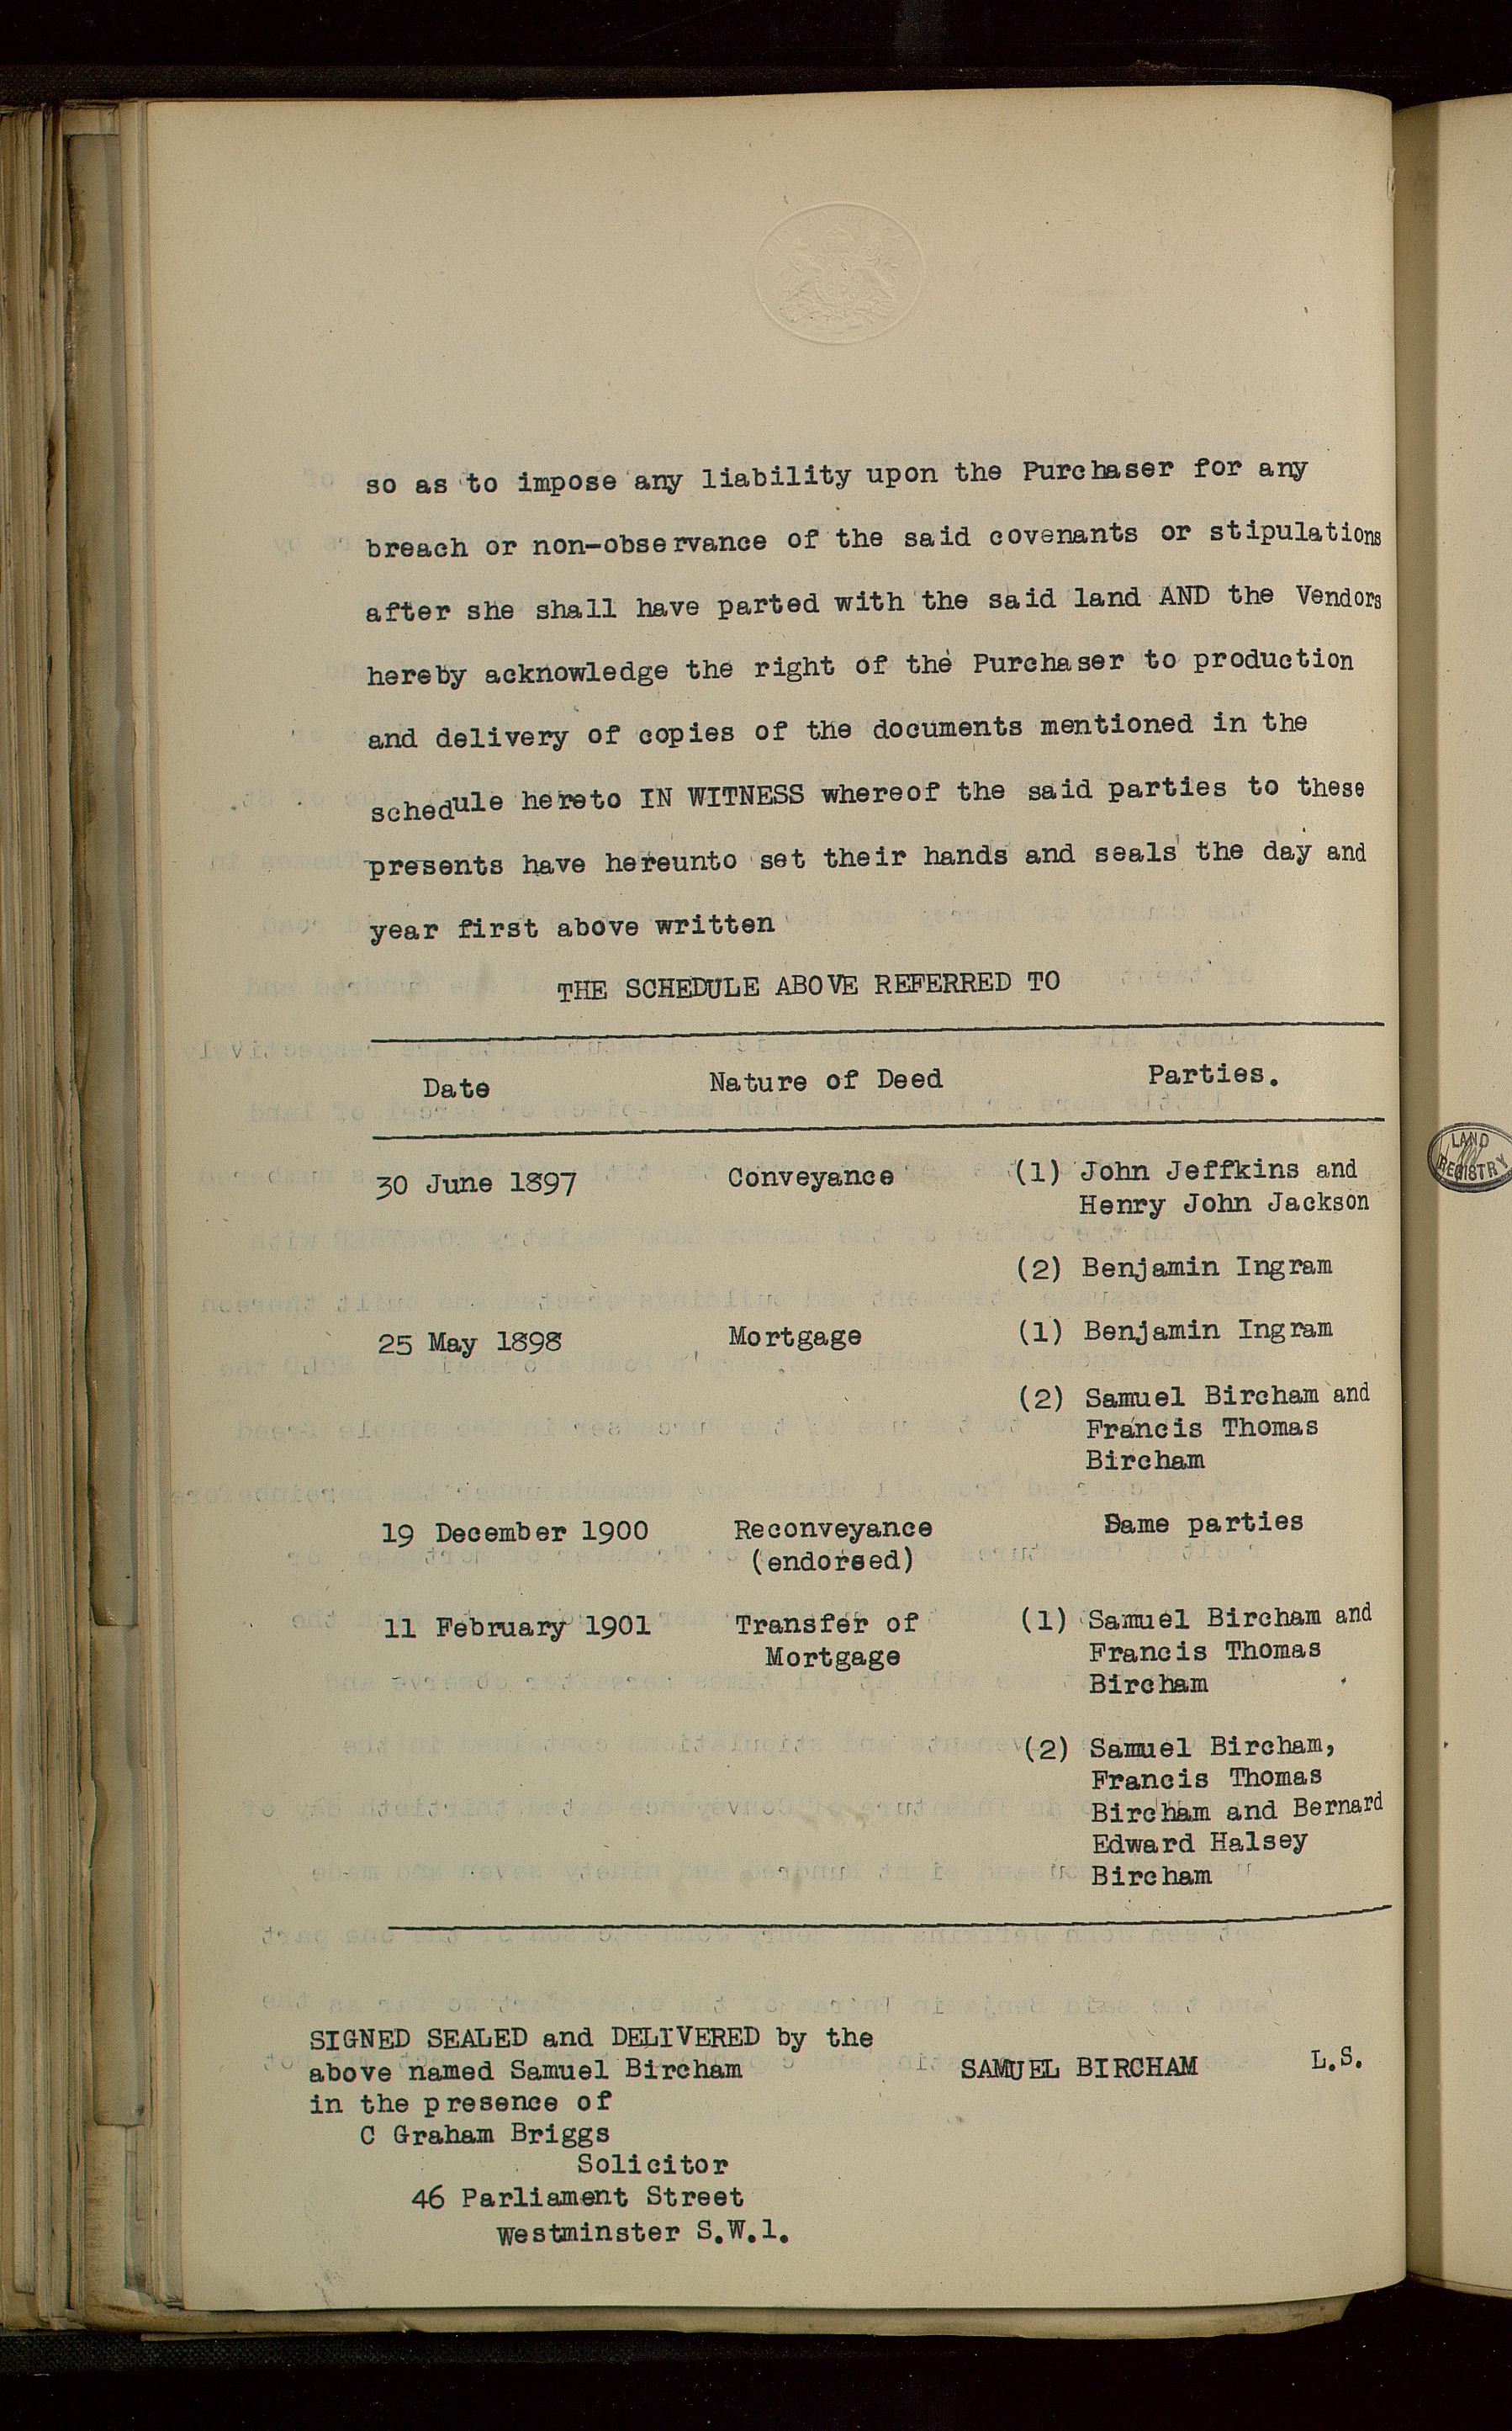 so as to impose any liability upon the Purchaser for any
breach or non-observance of the said covenants or stipulations
after she shall have parted with the said land AND the Vendors
hereby acknowledge the right of the Purchaser to production
and delivery of copies of the documents mentioned in the
schedule hereto IN WITNESS whereof the said parties to these
presents have hereunto set their hands and seals the day and
year first above written
THE SCHEDULE ABOVE REFERRED TO
Date Nature of Deed Parties.
30 June 1897 Conveyance (1) John Jeffkins and
Henry John Jackson
(2) Benjamin Ingram
25 May 1898 Mortgage (1) Benjamin Ingram
(2) Samuel Bircham and
Francis Thomas
Bircham
19 December 1900 Reconveyance Same parties
(endorsed)
11 February 1901 Transfer of (1) Samuel Bircham and
Mortgage Francis Thomas
Bircham
(2) Samuel Bircham,
Francis Thomas
Bircham and Bernard
Edward Halsey
Bircham
SIGNED SEALED and DELIVERED by the
above named Samuel Bircham SAMUEL BIRCHAM L.S.
in the presence of
C Graham Briggs
Solicitor
46 Parliament Street
Westminster S.W.1.
LAND
REGISTRY